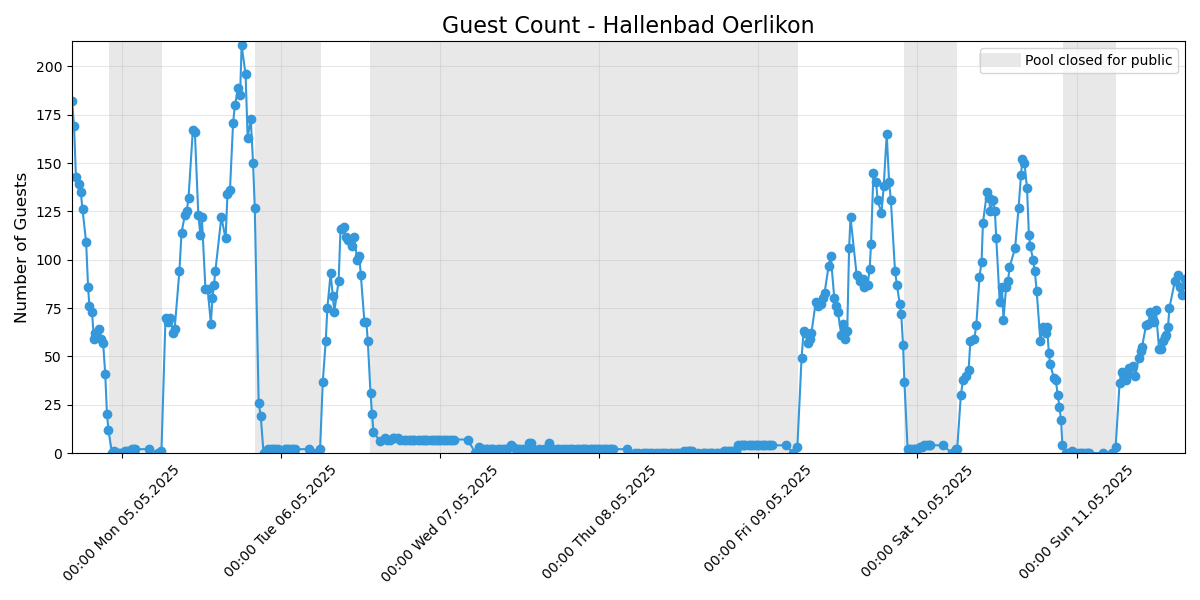 Guest Count - Hallenbad Oerlikon
Pool closed for public
Number of Guests
200
175
150
125
100
75
50
25
0
00:00 Mon 05.05.2025
00:00 Tue 06.05.2025
00:00 Wed 07.05.2025
00:00 Thu 08.05.2025
00:00 Fri 09.05.2025
00:00 Sat 10.05.2025
00:00 Sun 11.05.2025